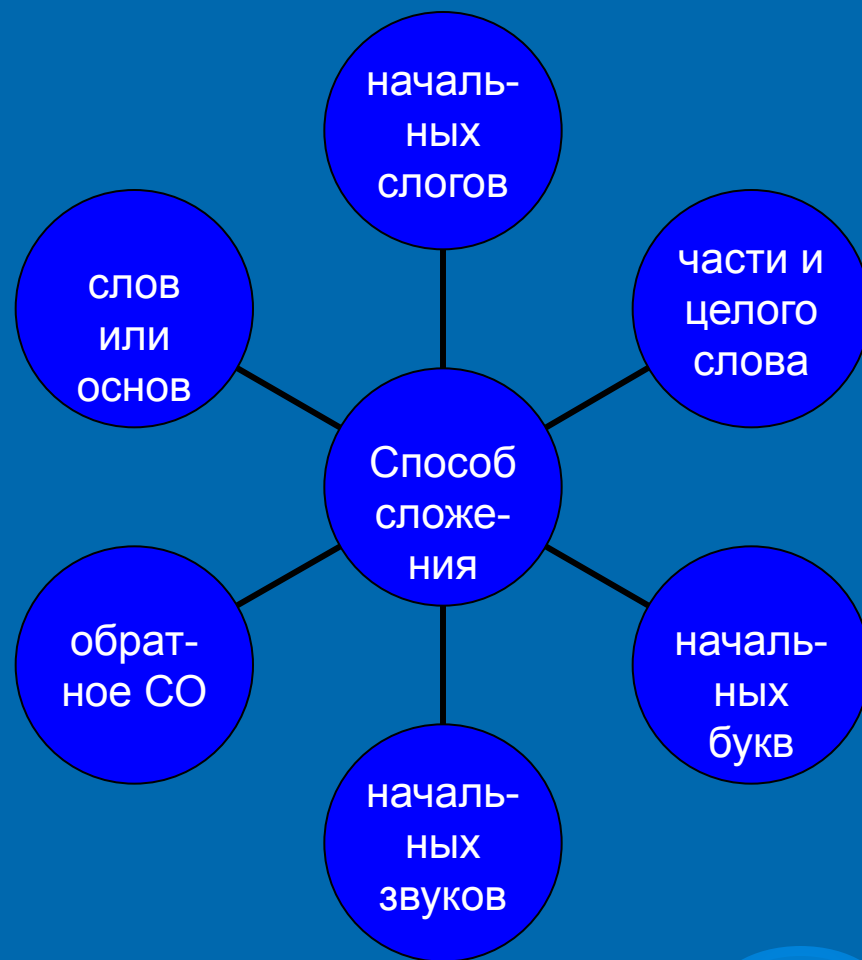 началь-
ных
слогов
части и
целого
слова
слов
или
основ
Способ
сложе-
ния
обрат-
ное СО
началь-
ных
букв
началь-
ных
звуков